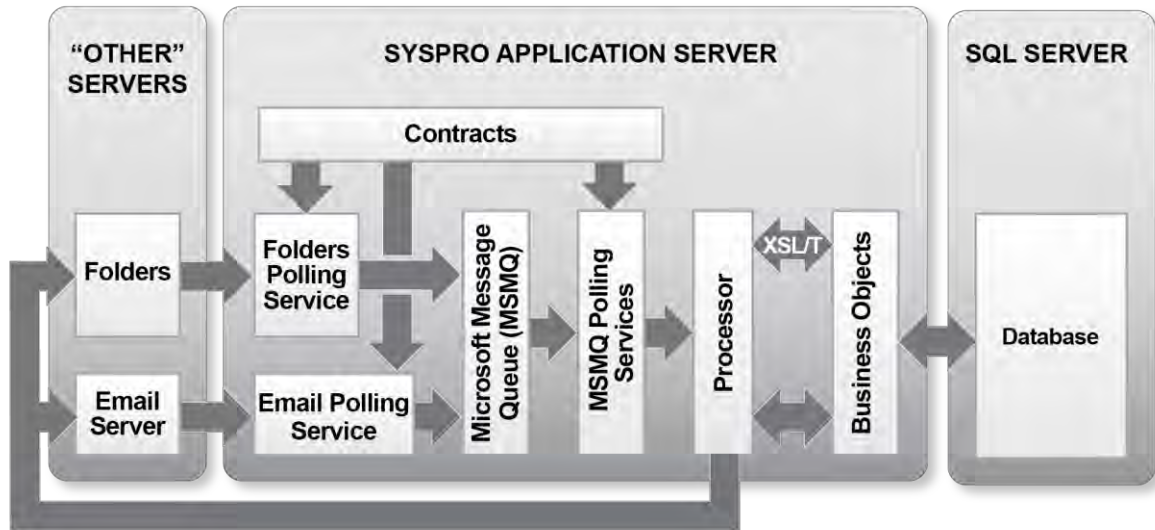 “OTHER”
SERVERS
SYSPRO APPLICATION SERVER
SQL SERVER
Contracts
Folders
Folders
Polling
Service
Email
Server
Email Polling
Service
Microsoft Message
Queue (MSMQ)
MSMQ Polling
Services
Processor
XSL/T
Business Objects
Database